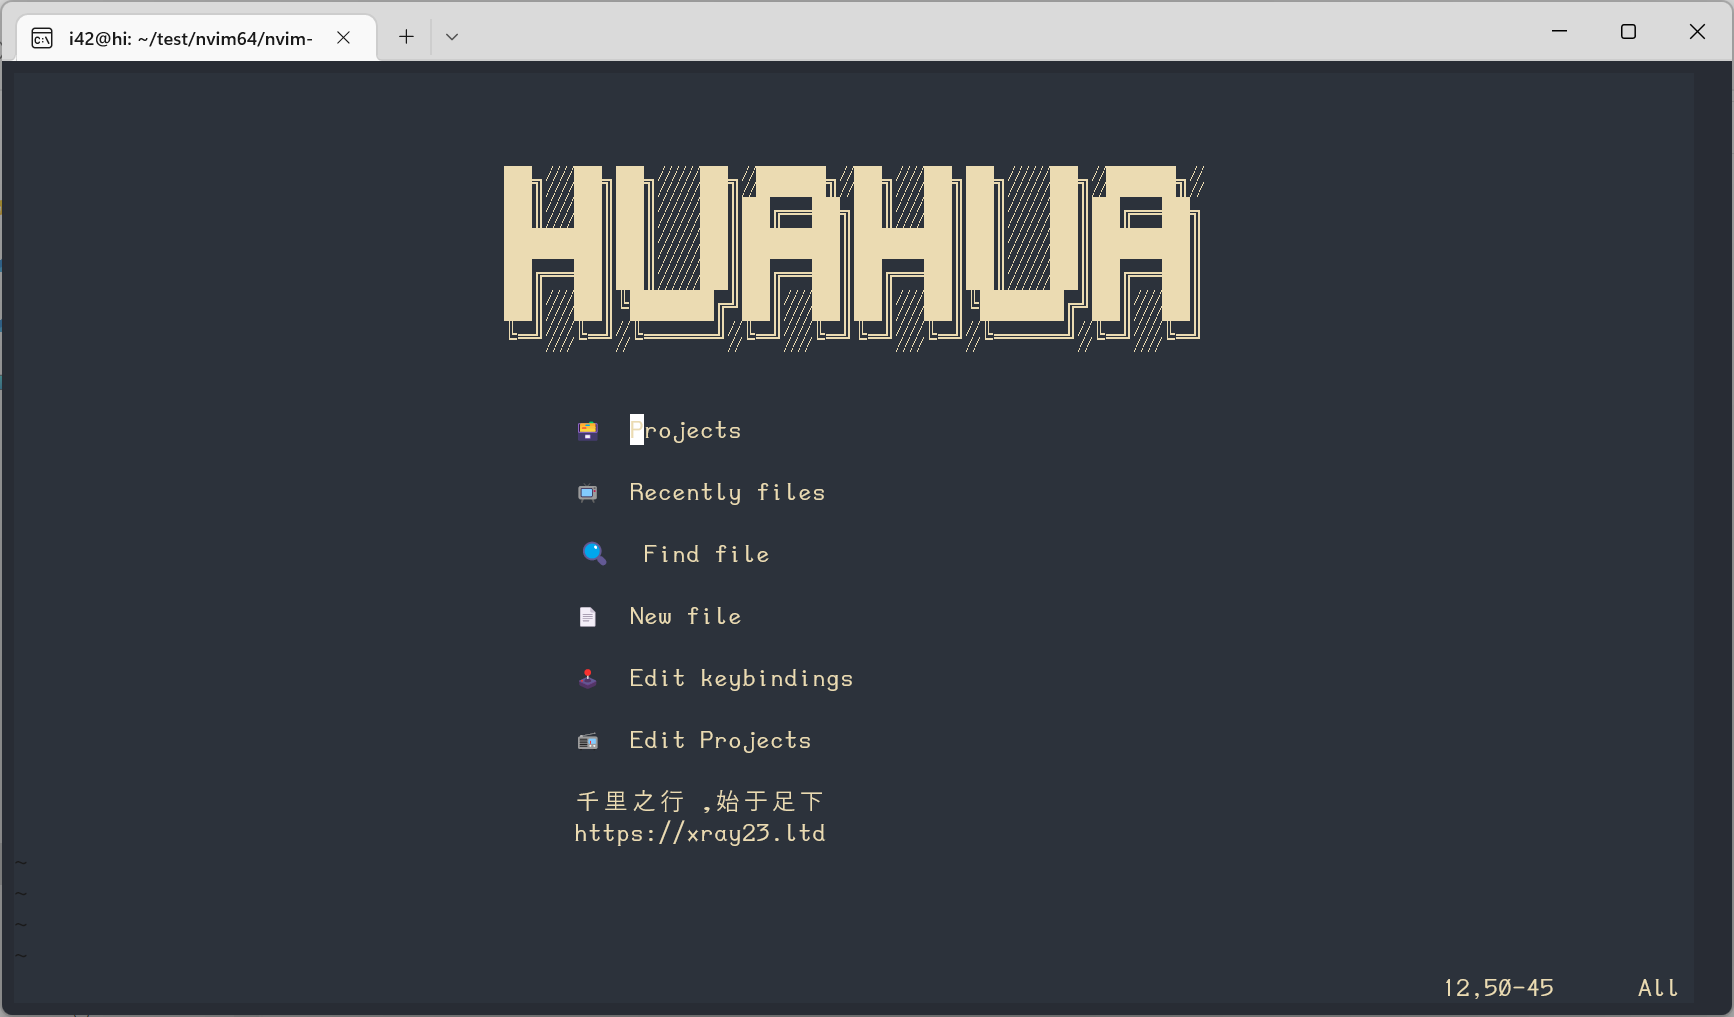 i42@hi: ~/test/nvim64/nvim-
HUAHUA
Projects
Recently files
Find file
New file
Edit keybindings
Edit Projects
千里之行 ,始于足下
https://xray23.ltd
~
~
~
~
12,50-45 All